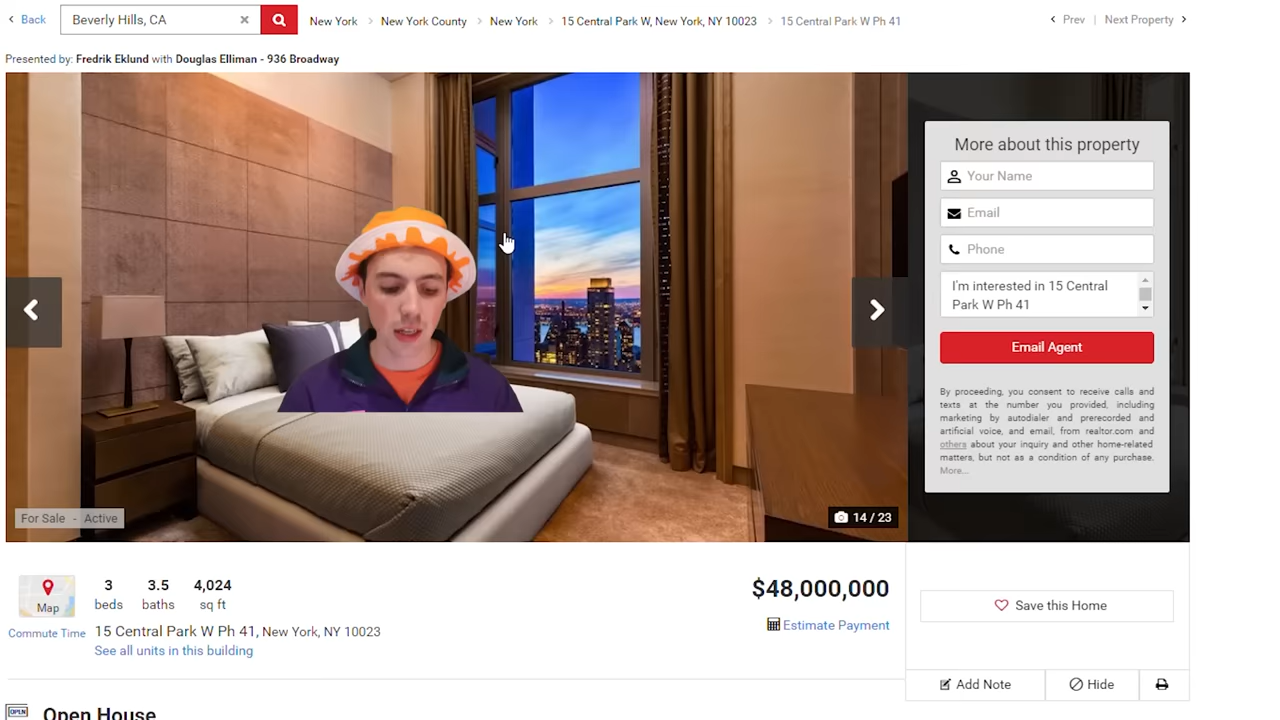 Back
Beverly Hills, CA
New York
New York County
New York
15 Central Park W, New York, NY 10023
15 Central Park W Ph 41
Prev | Next Property
Presented by: Fredrik Eklund with Douglas Elliman - 936 Broadway
More about this property
Your Name
Email
Phone
I'm interested in 15 Central
Park W Ph 41
Email Agent
By proceeding, you consent to receive calls and
texts at the number you provided, including
marketing by autodialer and prerecorded and
artificial voice, and email, from realtor.com and
others about your inquiry and other home-related
matters, but not as a condition of any purchase.
More...
For Sale - Active
14 / 23
Map
Commute Time
3 beds
3.5 baths
4,024 sq ft
15 Central Park W Ph 41, New York, NY 10023
See all units in this building
$48,000,000
Estimate Payment
Save this Home
Add Note
Hide
OPEN
Open House